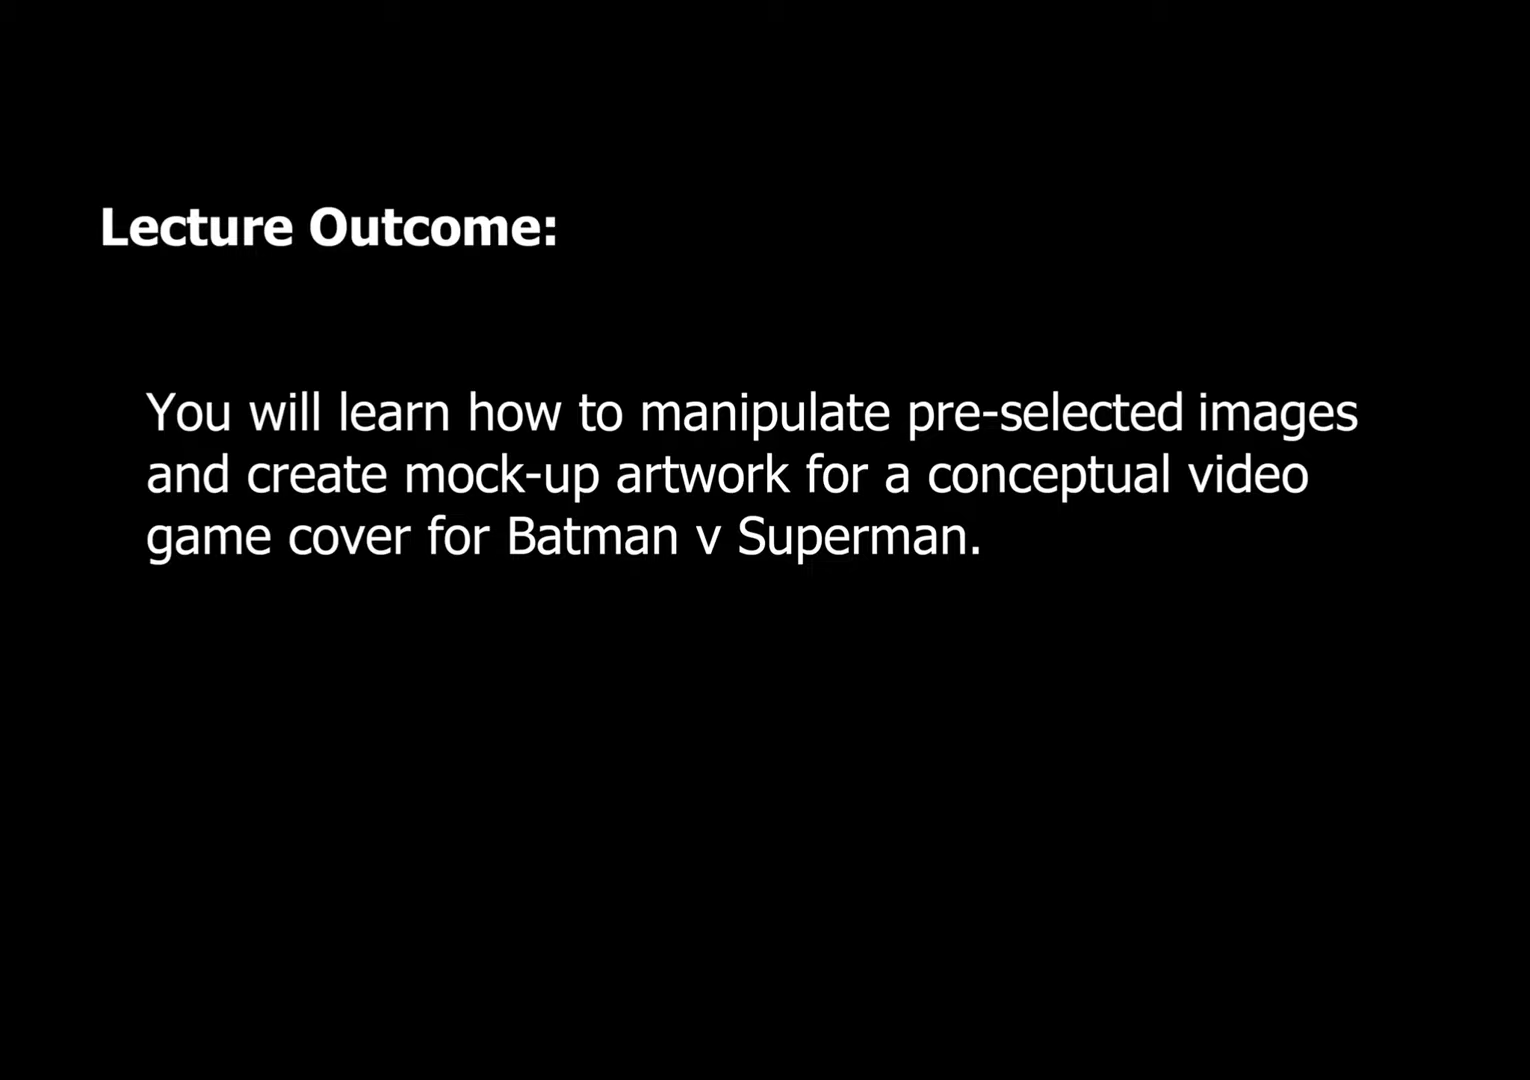 Lecture Outcome:
You will learn how to manipulate pre-selected images
and create mock-up artwork for a conceptual video
game cover for Batman v Superman.